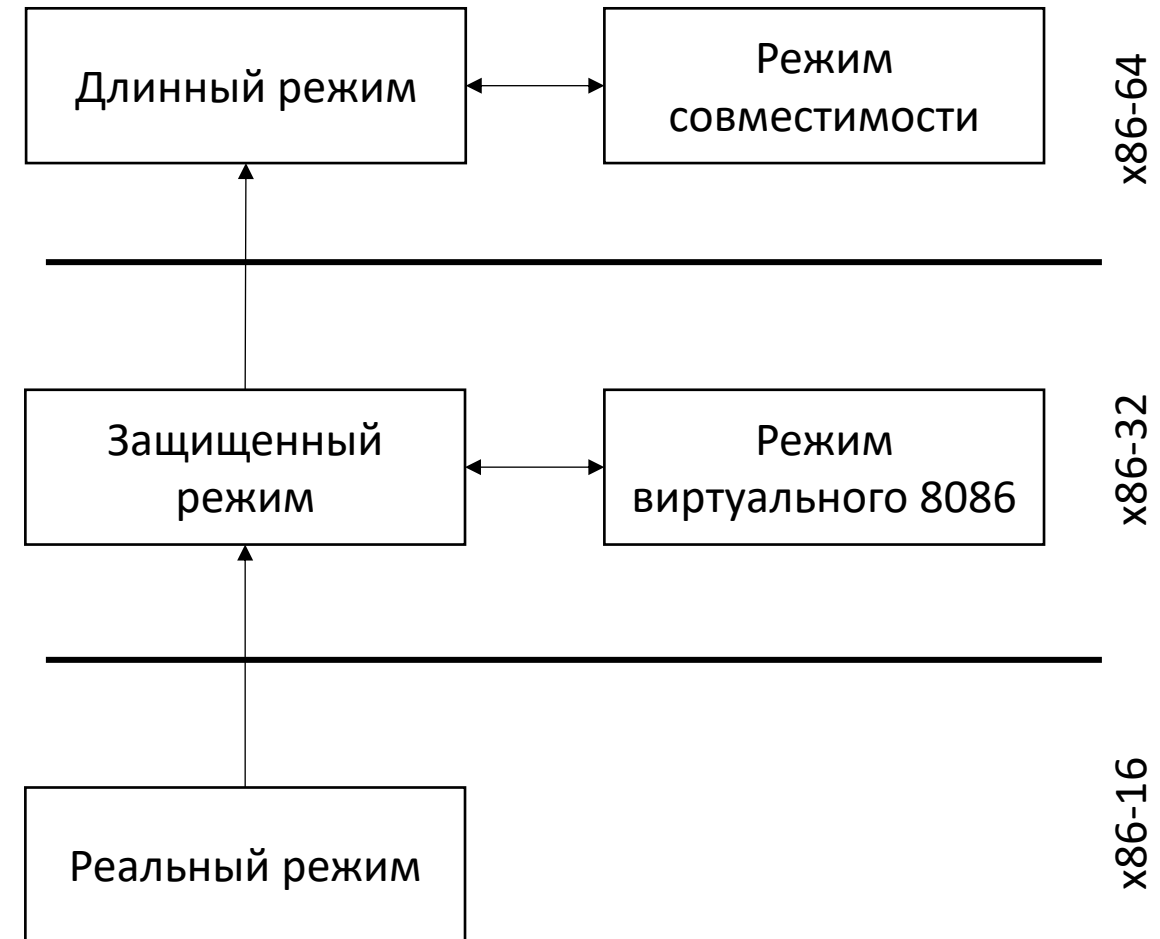 Длинный режим
Режим
совместимости
x86-64
Защищенный
режим
Режим
виртуального 8086
x86-32
Реальный режим
x86-16